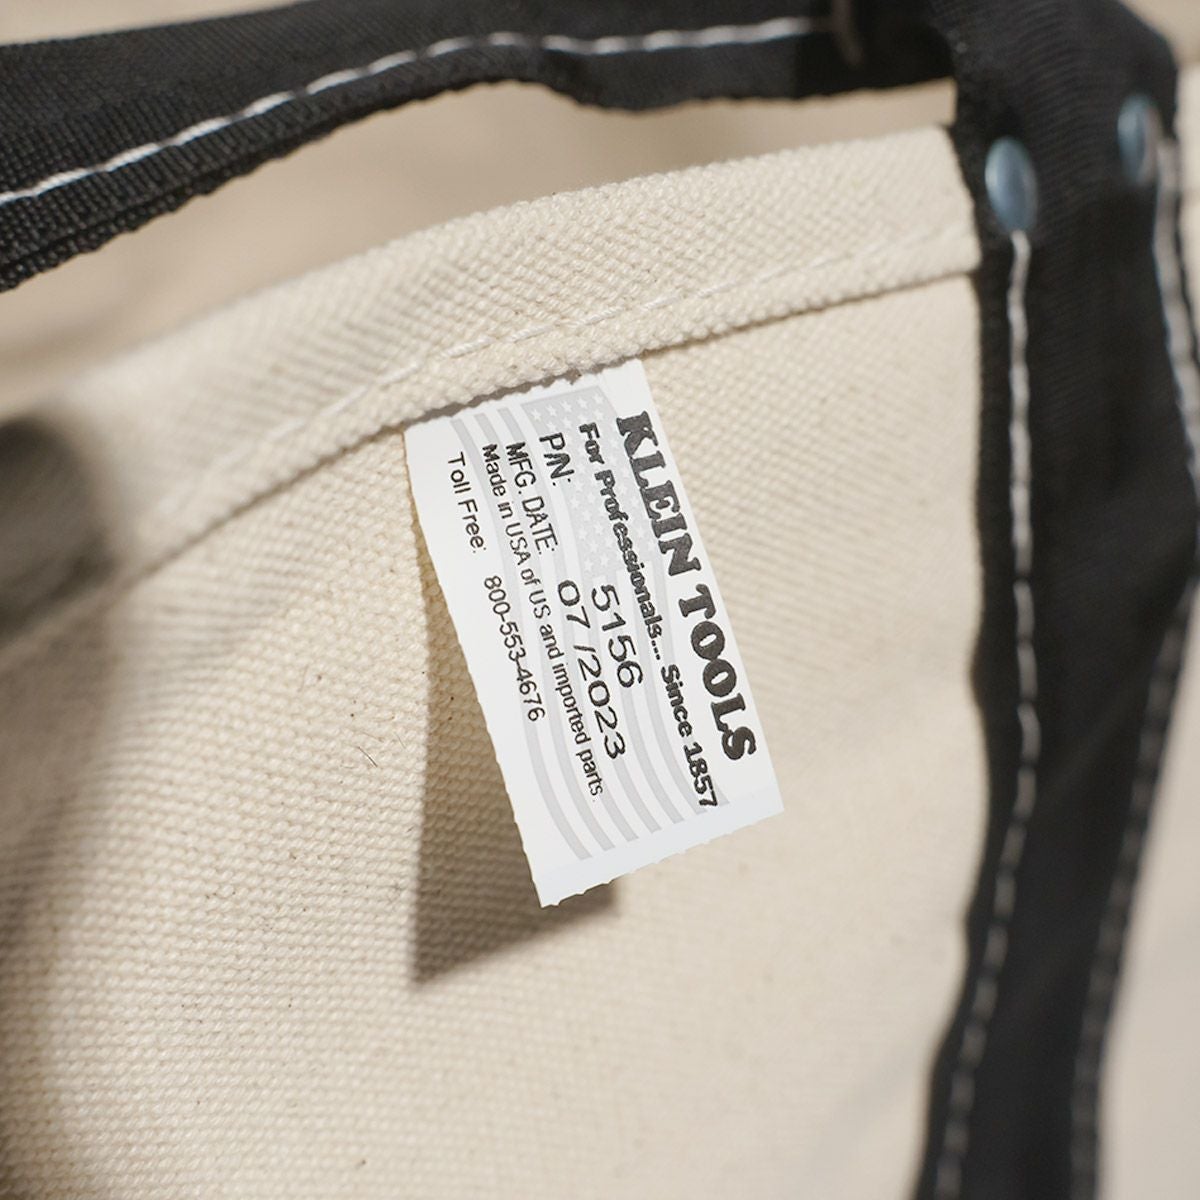 KLEIN TOOLS
For Professionals... Since 1857
P/N: 5156
MFG. DATE: 07 /2023
Made in USA of US and imported parts.
Toll Free: 800-553-4676